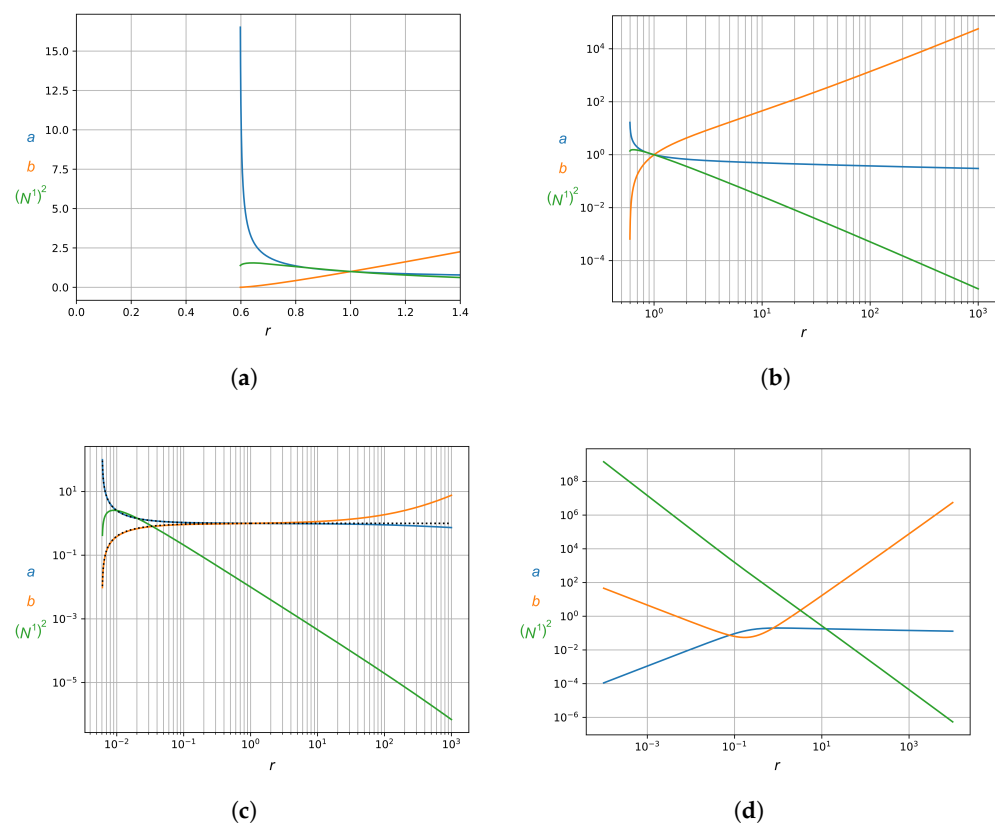 15.0
12.5
10.0
7.5
5.0
2.5
0.0
a
b
(N¹)²
0.0 0.2 0.4 0.6 0.8 1.0 1.2 1.4
r
(a)
10⁴
10²
10⁰
10⁻²
10⁻⁴
a
b
(N¹)²
10⁰ 10¹ 10² 10³
r
(b)
10¹
10⁻¹
10⁻³
10⁻⁵
a
b
(N¹)²
10⁻² 10⁻¹ 10⁰ 10¹ 10² 10³
r
(c)
10⁸
10⁶
10⁴
10²
10⁰
10⁻²
10⁻⁴
10⁻⁶
a
b
(N¹)²
10⁻³ 10⁻¹ 10¹ 10³
r
(d)